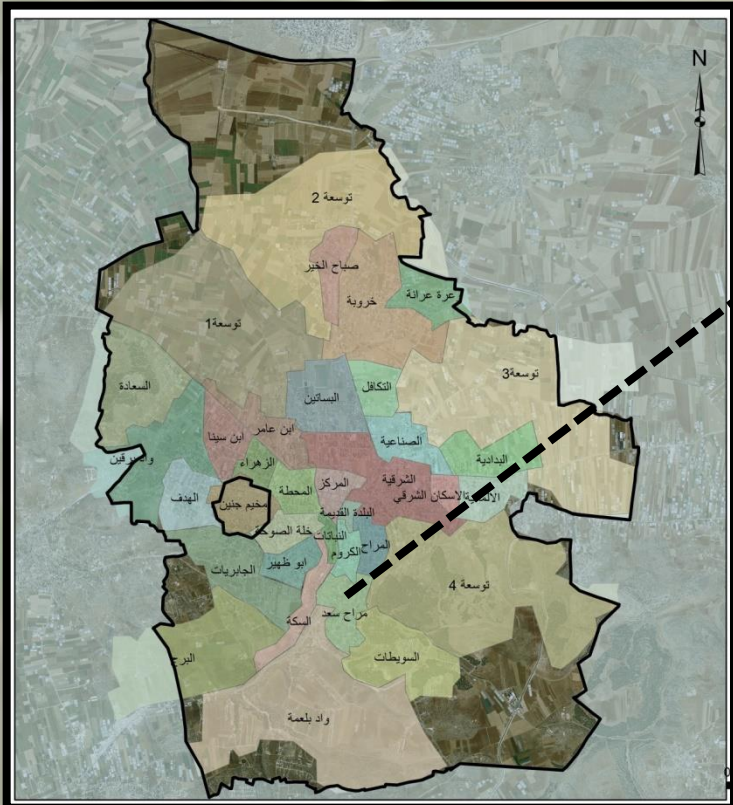 N
توسعة 2
صباح الخير
خروبة
عرة عرانة
توسعة1
توسعة3
السعادة
البساتين
التكافل
ابن سينا
ابن عامر
الصناعية
البدادية
الزهراء
الشرقية
الهدف
مخيم جنين
المحطة
المركز
الاسكان الشرقي
البلدة القديمة
خلة الصوحة
النباتات
الكروم
المراح
ابو ظهير
الجابريات
توسعة 4
السكة
مراح سعد
البرج
السويطات
واد بلعمة
0